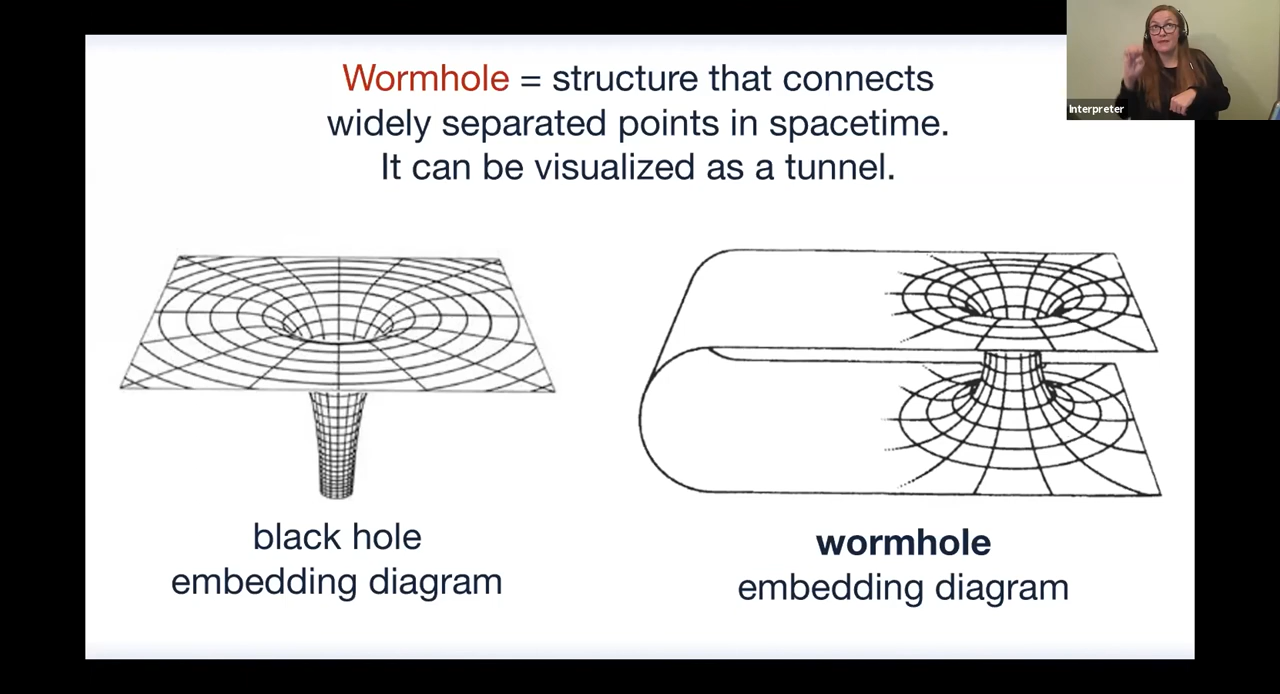 Wormhole = structure that connects
widely separated points in spacetime.
It can be visualized as a tunnel.
Interpreter
black hole
embedding diagram
wormhole
embedding diagram